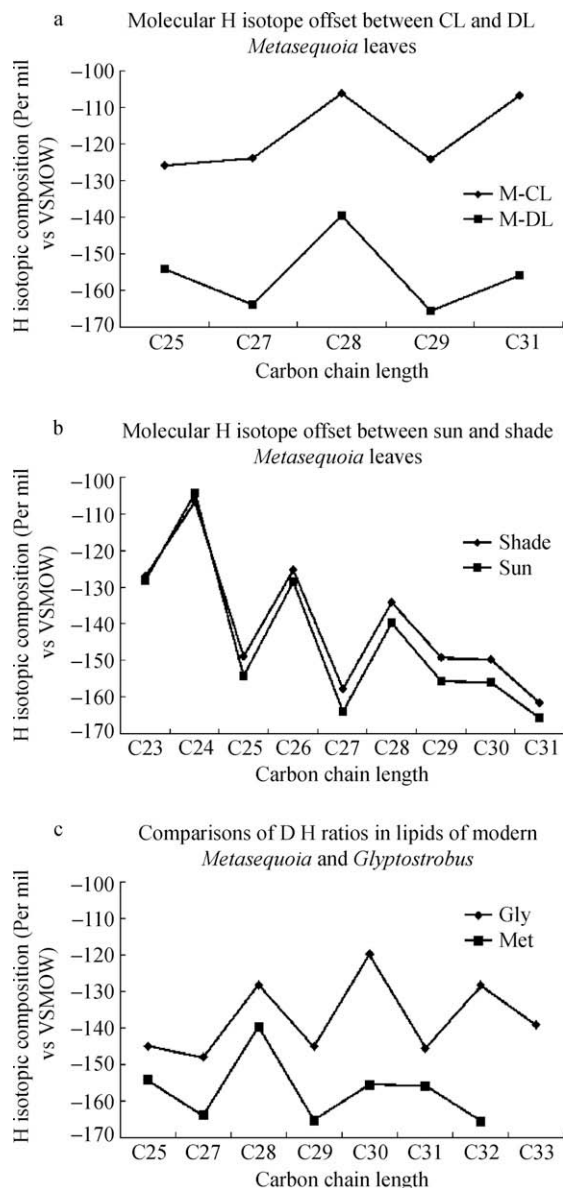 a
Molecular H isotope offset between CL and DL
Metasequoia leaves
H isotopic composition (Per mil
vs VSMOW)
−100
−110
−120
−130
−140
−150
−160
−170
M-CL
M-DL
C25 C27 C28 C29 C31
Carbon chain length
b
Molecular H isotope offset between sun and shade
Metasequoia leaves
H isotopic composition (Per mil
vs VSMOW)
−100
−110
−120
−130
−140
−150
−160
−170
Shade
Sun
C23 C24 C25 C26 C27 C28 C29 C30 C31
Carbon chain length
c
Comparisons of D H ratios in lipids of modern
Metasequoia and Glyptostrobus
H isotopic composition (Per mil
vs VSMOW)
−100
−110
−120
−130
−140
−150
−160
−170
Gly
Met
C25 C27 C28 C29 C30 C31 C32 C33
Carbon chain length